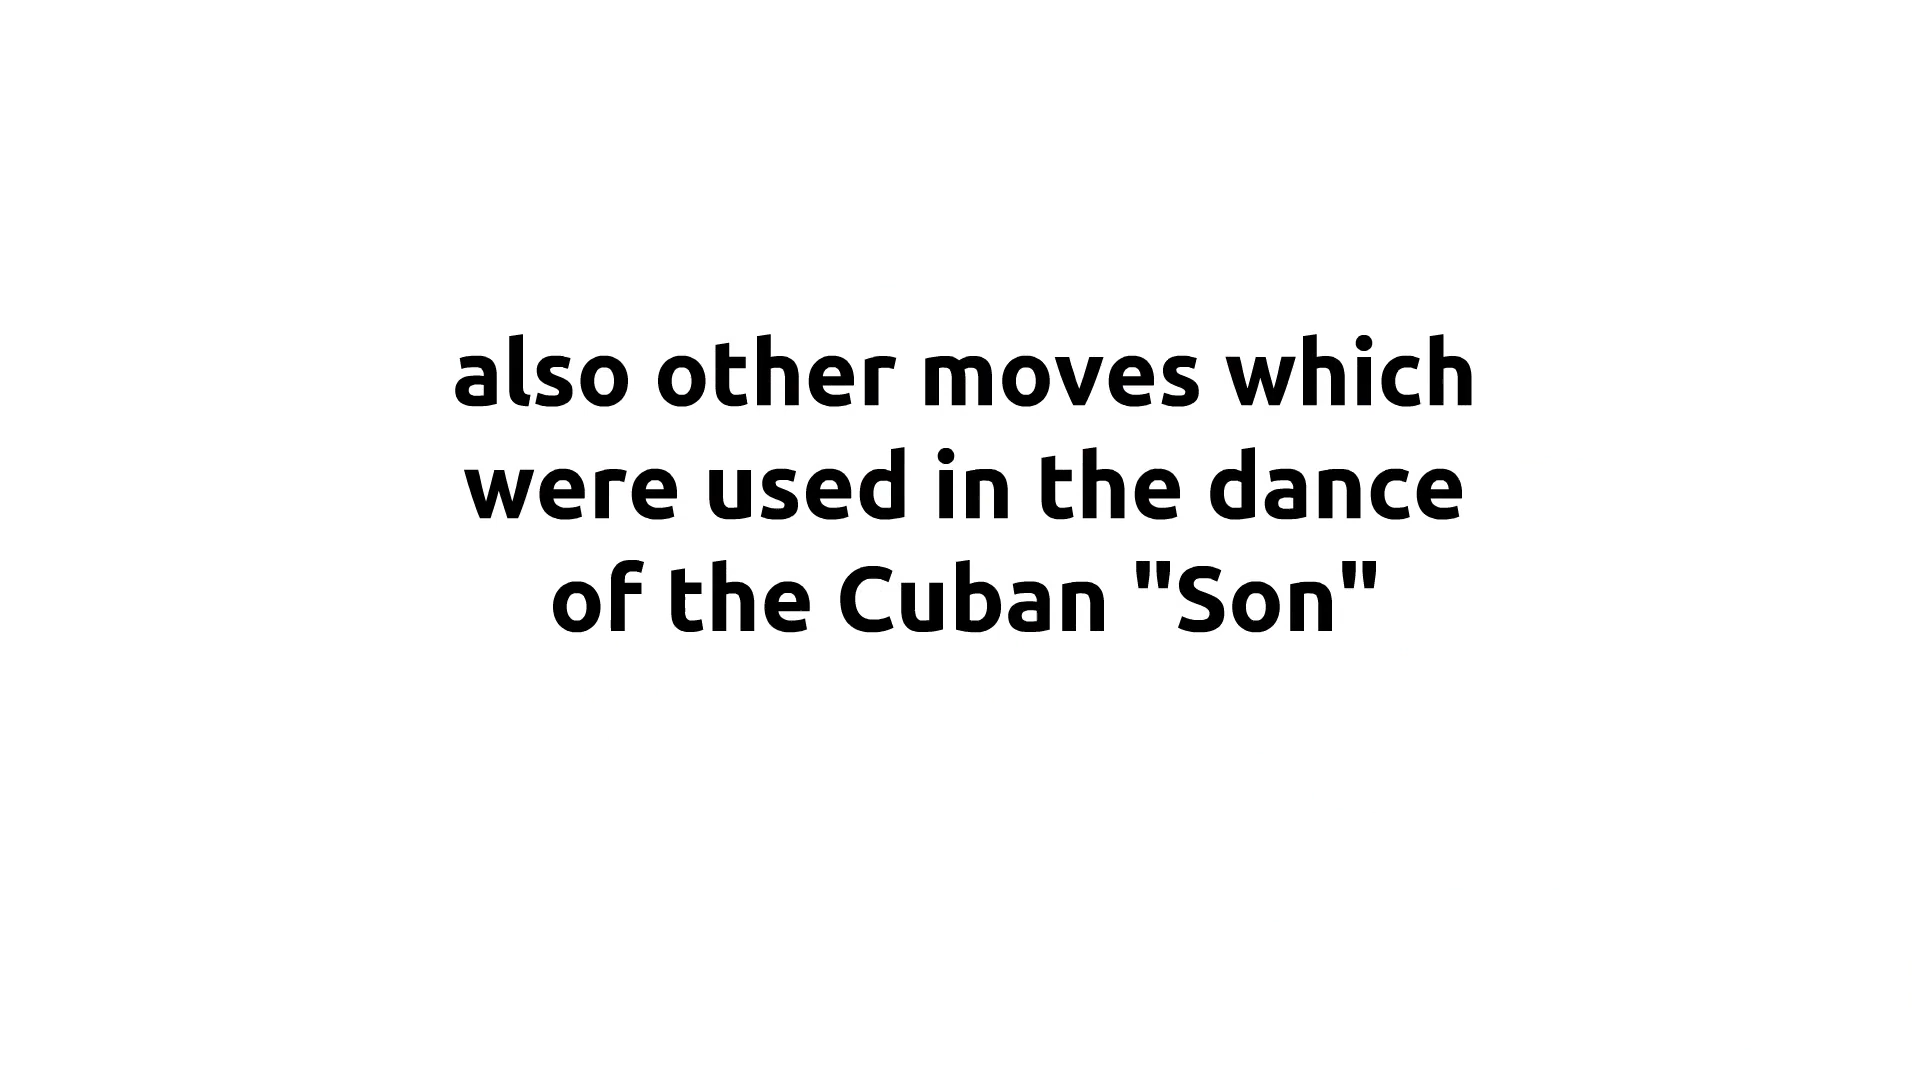 also other moves which
were used in the dance
of the Cuban "Son"